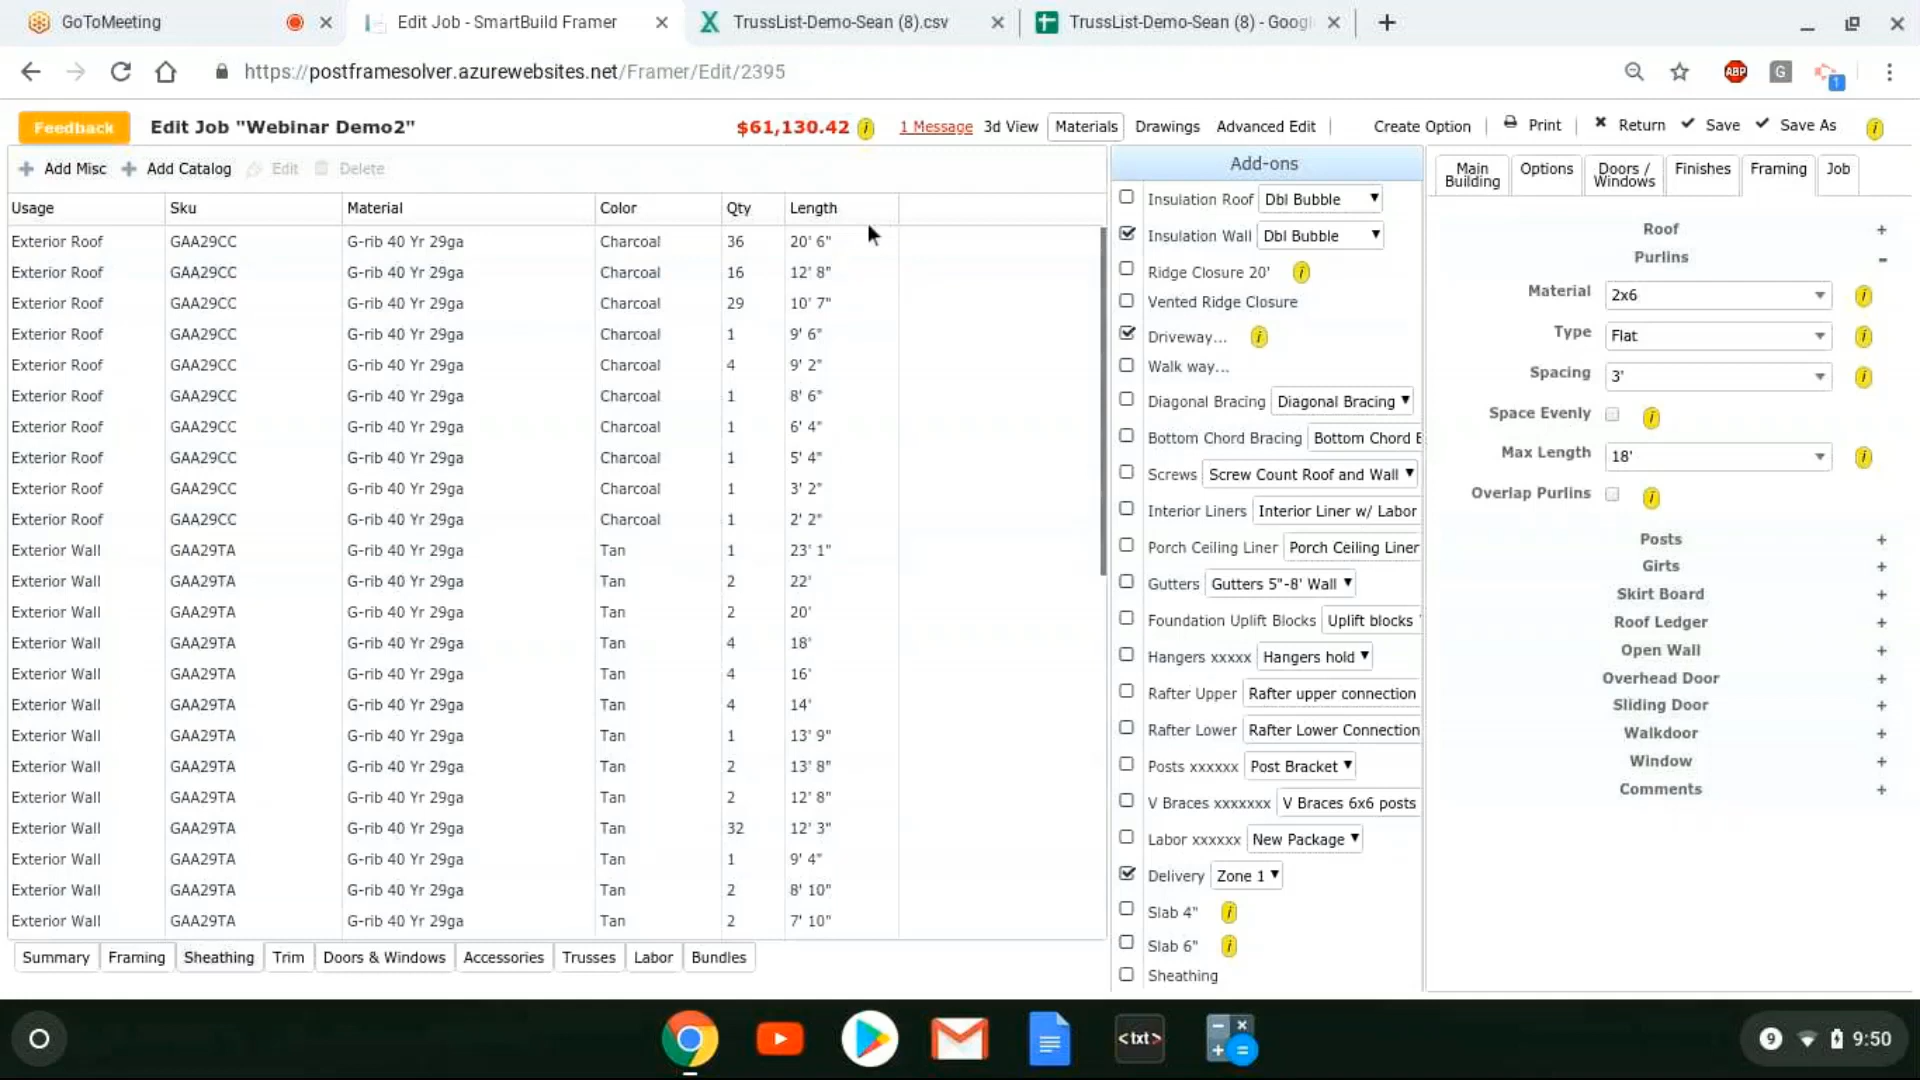 GoToMeeting
Edit Job - SmartBuild Framer
TrussList-Demo-Sean (8).csv
TrussList-Demo-Sean (8) - Googl
https://postframesolver.azurewebsites.net/Framer/Edit/2395
ABP
G
1
Feedback
Edit Job "Webinar Demo2"
$61,130.42
1 Message
3d View
Materials
Drawings
Advanced Edit
Create Option
Print
Return
Save
Save As
Add Misc
Add Catalog
Edit
Delete
Usage Sku Material Color Qty Length
Exterior Roof GAA29CC G-rib 40 Yr 29ga Charcoal 36 20' 6"
Exterior Roof GAA29CC G-rib 40 Yr 29ga Charcoal 16 12' 8"
Exterior Roof GAA29CC G-rib 40 Yr 29ga Charcoal 29 10' 7"
Exterior Roof GAA29CC G-rib 40 Yr 29ga Charcoal 1 9' 6"
Exterior Roof GAA29CC G-rib 40 Yr 29ga Charcoal 4 9' 2"
Exterior Roof GAA29CC G-rib 40 Yr 29ga Charcoal 1 8' 6"
Exterior Roof GAA29CC G-rib 40 Yr 29ga Charcoal 1 6' 4"
Exterior Roof GAA29CC G-rib 40 Yr 29ga Charcoal 1 5' 4"
Exterior Roof GAA29CC G-rib 40 Yr 29ga Charcoal 1 3' 2"
Exterior Roof GAA29CC G-rib 40 Yr 29ga Charcoal 1 2' 2"
Exterior Wall GAA29TA G-rib 40 Yr 29ga Tan 1 23' 1"
Exterior Wall GAA29TA G-rib 40 Yr 29ga Tan 2 22'
Exterior Wall GAA29TA G-rib 40 Yr 29ga Tan 2 20'
Exterior Wall GAA29TA G-rib 40 Yr 29ga Tan 4 18'
Exterior Wall GAA29TA G-rib 40 Yr 29ga Tan 4 16'
Exterior Wall GAA29TA G-rib 40 Yr 29ga Tan 4 14'
Exterior Wall GAA29TA G-rib 40 Yr 29ga Tan 1 13' 9"
Exterior Wall GAA29TA G-rib 40 Yr 29ga Tan 2 13' 8"
Exterior Wall GAA29TA G-rib 40 Yr 29ga Tan 2 12' 8"
Exterior Wall GAA29TA G-rib 40 Yr 29ga Tan 32 12' 3"
Exterior Wall GAA29TA G-rib 40 Yr 29ga Tan 1 9' 4"
Exterior Wall GAA29TA G-rib 40 Yr 29ga Tan 2 8' 10"
Exterior Wall GAA29TA G-rib 40 Yr 29ga Tan 2 7' 10"
Summary
Framing
Sheathing
Trim
Doors & Windows
Accessories
Trusses
Labor
Bundles
Add-ons
Insulation Roof Dbl Bubble
Insulation Wall Dbl Bubble
Ridge Closure 20'
Vented Ridge Closure
Driveway...
Walk way...
Diagonal Bracing Diagonal Bracing
Bottom Chord Bracing Bottom Chord E
Screws Screw Count Roof and Wall
Interior Liners Interior Liner w/ Labor
Porch Ceiling Liner Porch Ceiling Liner
Gutters Gutters 5"-8' Wall
Foundation Uplift Blocks Uplift blocks
Hangers xxxxx Hangers hold
Rafter Upper Rafter upper connection
Rafter Lower Rafter Lower Connection
Posts xxxxxx Post Bracket
V Braces xxxxxxx V Braces 6x6 posts
Labor xxxxxx New Package
Delivery Zone 1
Slab 4"
Slab 6"
Sheathing
Main
Building
Options
Doors /
Windows
Finishes
Framing
Job
Roof +
Purlins -
Material 2x6
Type Flat
Spacing 3'
Space Evenly
Max Length 18'
Overlap Purlins
Posts +
Girts +
Skirt Board +
Roof Ledger +
Open Wall +
Overhead Door +
Sliding Door +
Walkdoor +
Window +
Comments +
<txt>
9
9:50